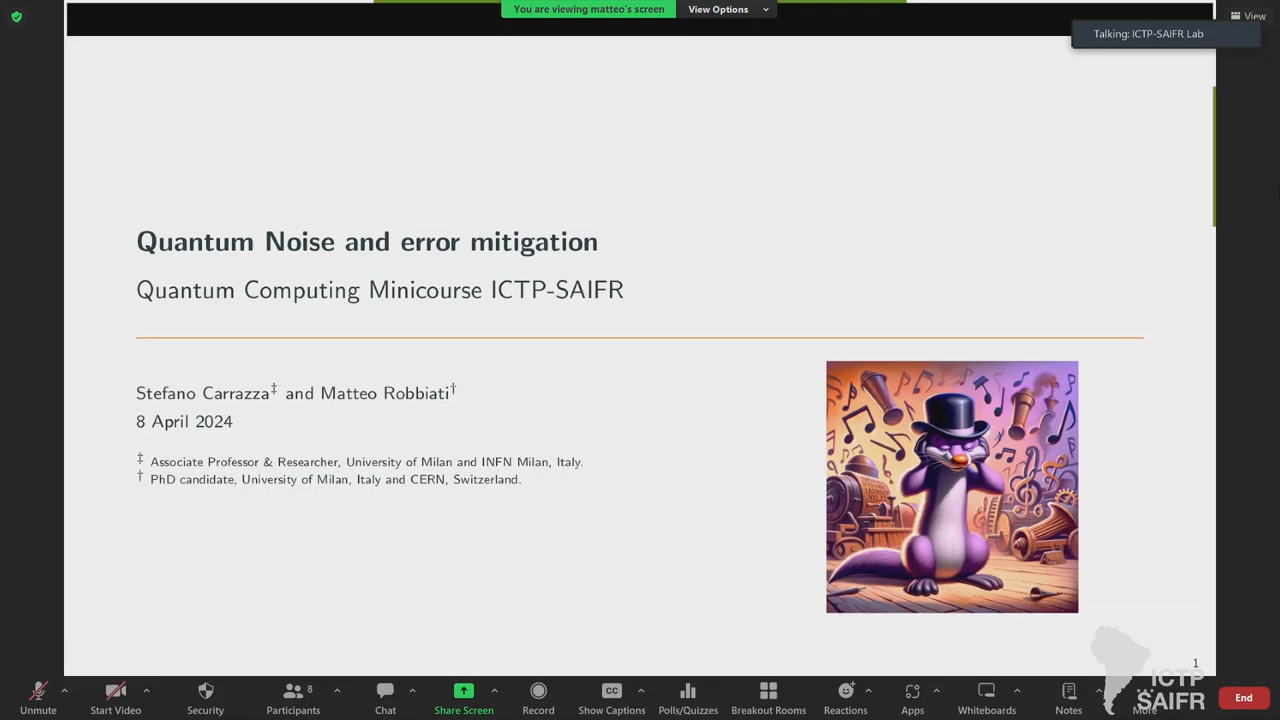 You are viewing matteo's screen
View Options
View
Talking: ICTP-SAIFR Lab
Quantum Noise and error mitigation
Quantum Computing Minicourse ICTP-SAIFR
Stefano Carrazza‡ and Matteo Robbiati†
8 April 2024
‡ Associate Professor & Researcher, University of Milan and INFN Milan, Italy.
† PhD candidate, University of Milan, Italy and CERN, Switzerland.
1
ICTP
SAIFR
Unmute
Start Video
Security
8
Participants
Chat
Share Screen
Record
CC
Show Captions
Polls/Quizzes
Breakout Rooms
Reactions
Apps
Whiteboards
Notes
More
End